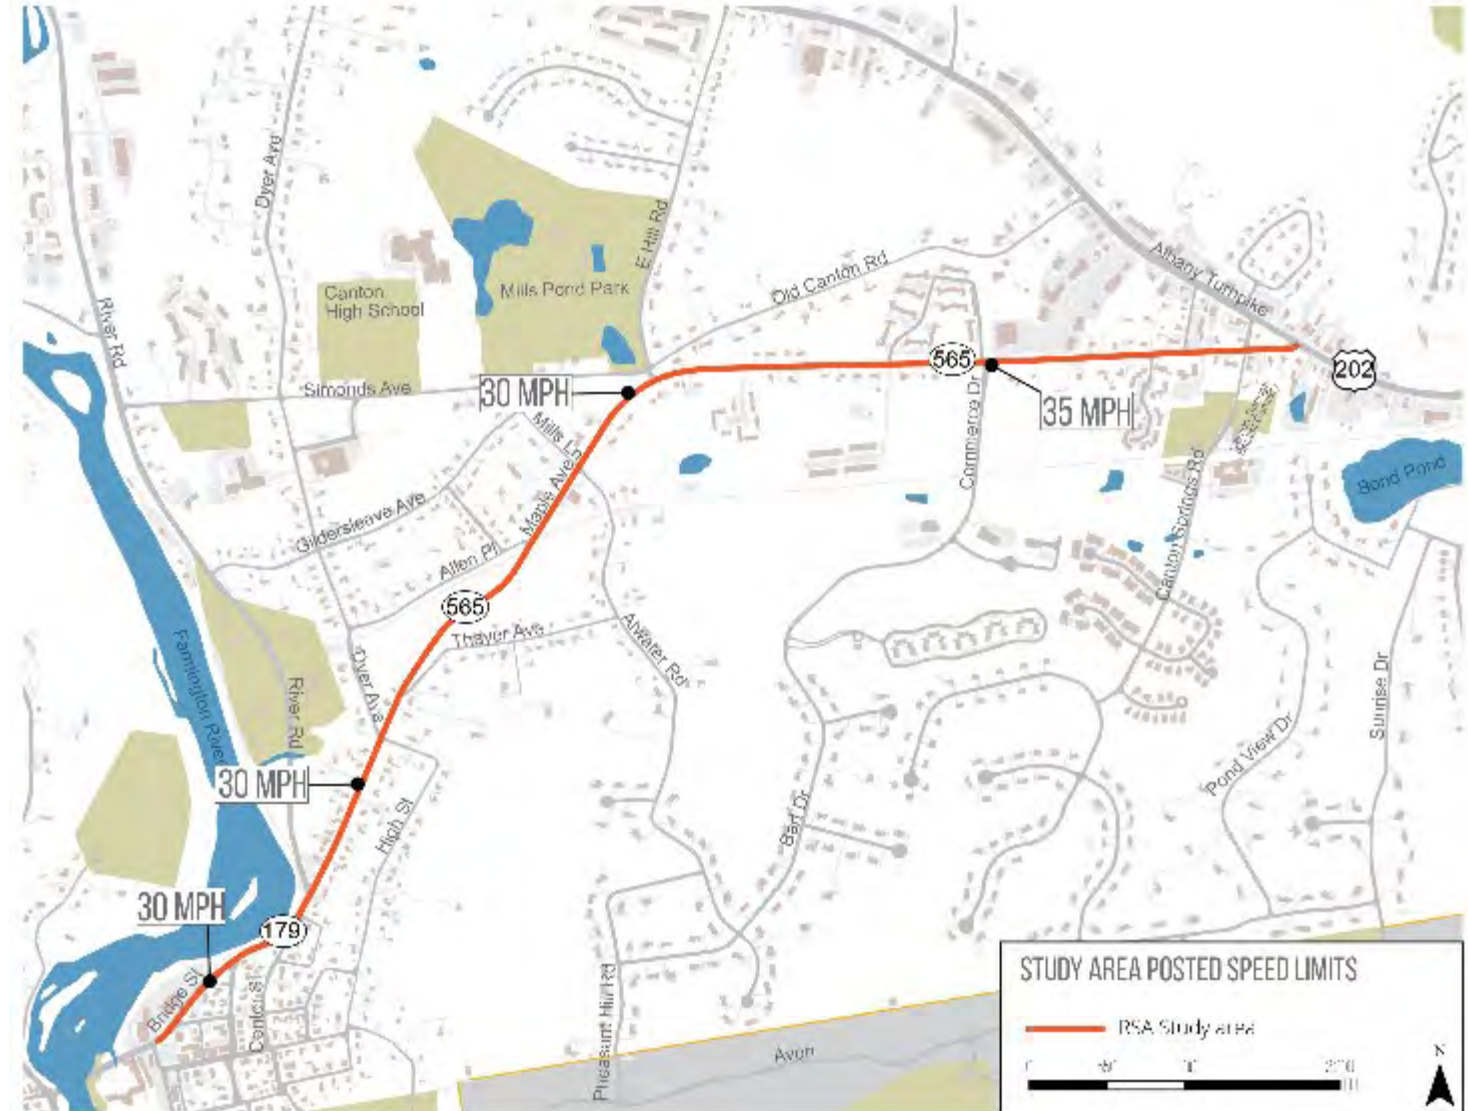 Dyer Ave
E Hill Rd
Mills Pond Park
Canton
High School
River Rd
Old Canton Rd
Albany Turnpike
202
565
Simonds Ave
30 MPH
35 MPH
Commerce Dr
Mills Ln
Maple Ave
Gildersleave Ave
Allen Pl
Canton Springs Rd
Bond Pond
565
Thayer Ave
Atwater Rd
Farmington River
River Rd
Dyer Ave
30 MPH
High St
Bart Dr
Pond View Dr
Sunrise Dr
30 MPH
179
Bridge St
Center St
Pheasant Hill Rd
Avon
STUDY AREA POSTED SPEED LIMITS
RSA Study area
N